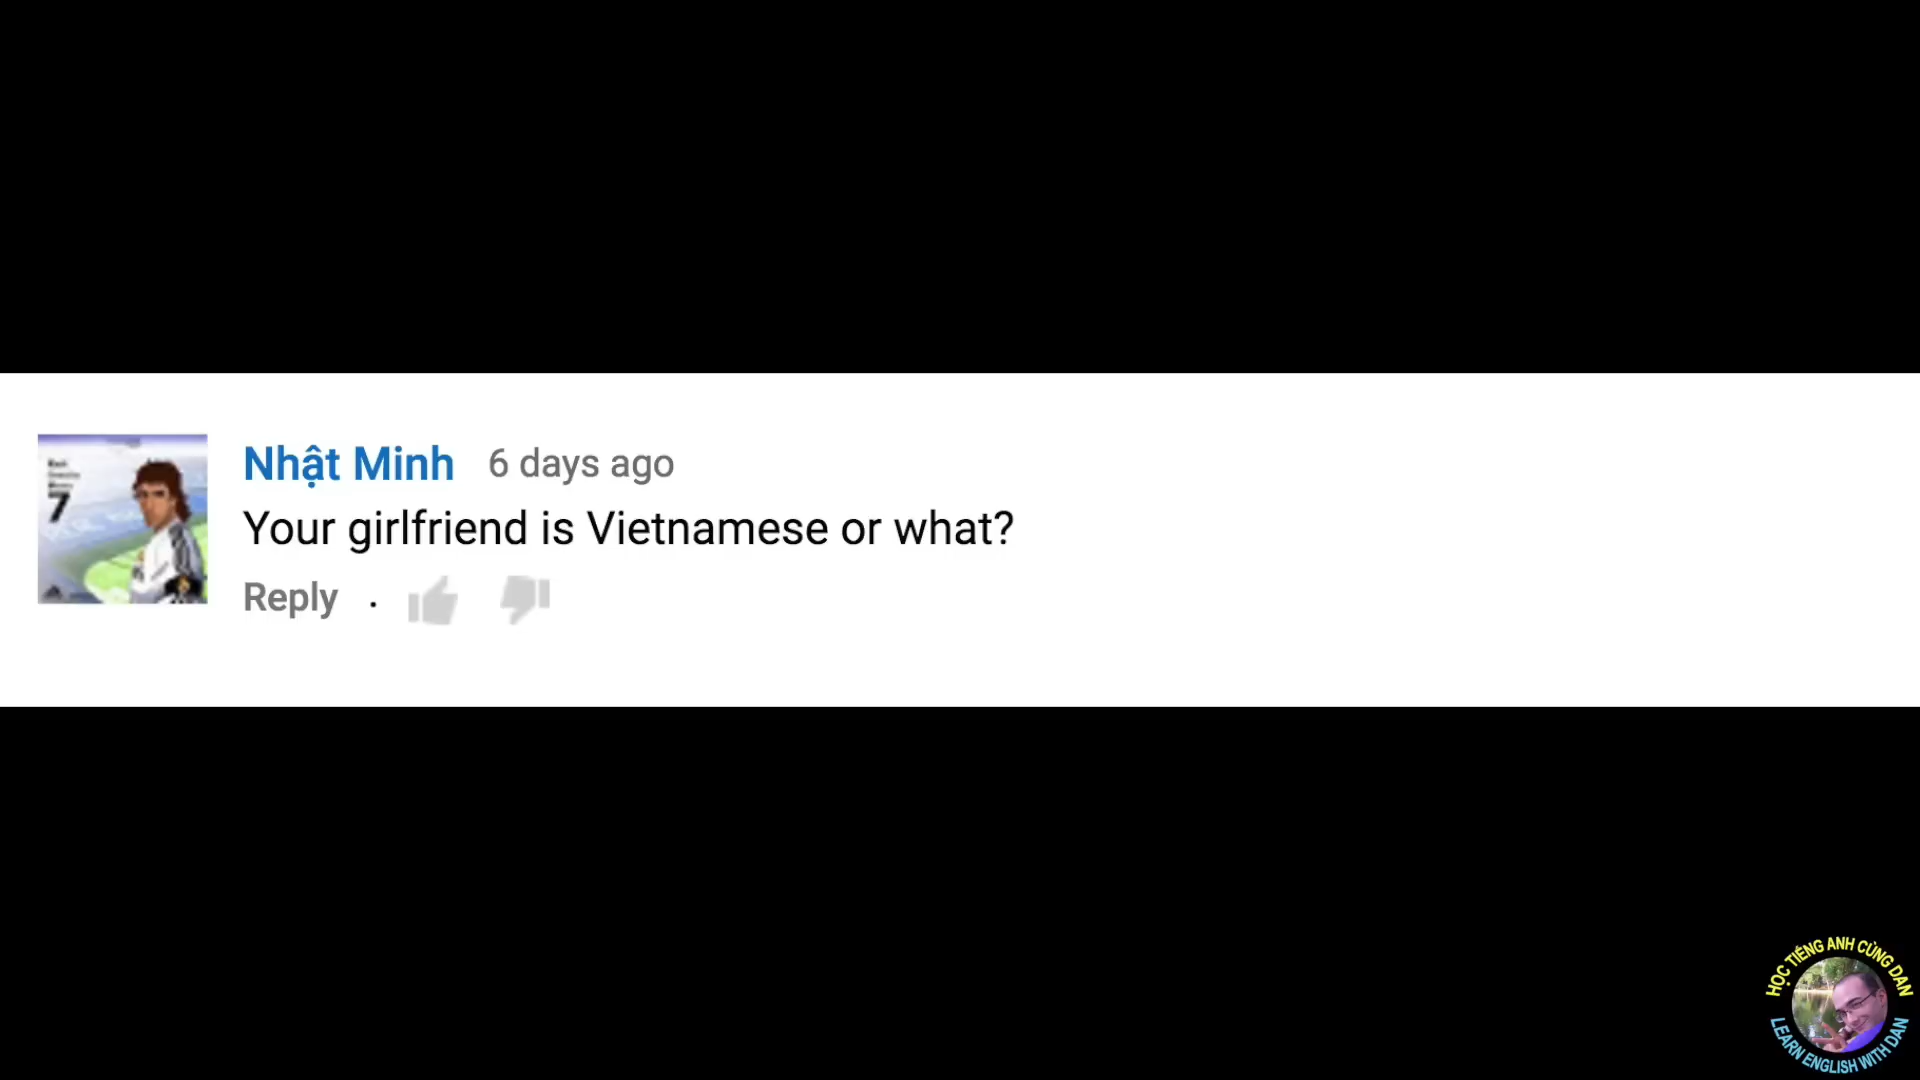 Nhật Minh 6 days ago
Your girlfriend is Vietnamese or what?
Reply
7
HỌC TIẾNG ANH CÙNG DAN
LEARN ENGLISH WITH DAN